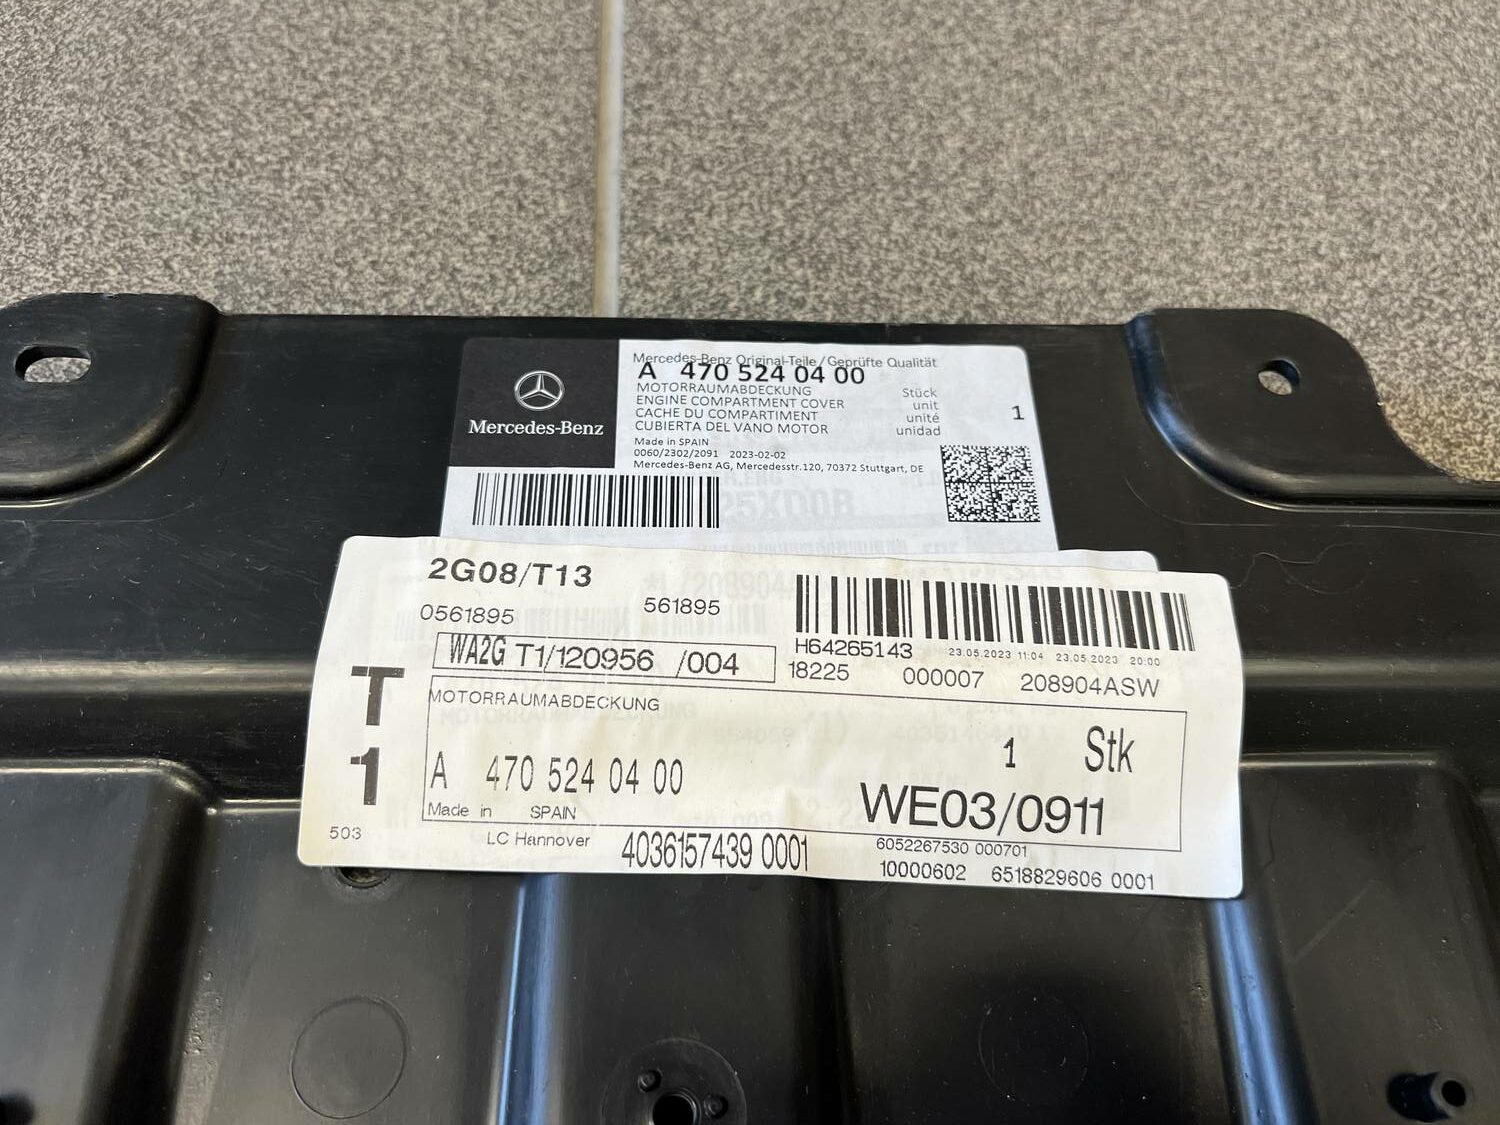 Mercedes-Benz Original-Teile/Geprüfte Qualität
A 470 524 04 00
MOTORRAUMABDECKUNG Stück
ENGINE COMPARTMENT COVER unit
CACHE DU COMPARTIMENT unité 1
CUBIERTA DEL VANO MOTOR unidad
Mercedes-Benz
Made in SPAIN
0060/2302/2091 2023-02-02
Mercedes-Benz AG, Mercedesstr.120, 70372 Stuttgart, DE
25XD0B
2G08/T13
0561895 561895
H64265143 23.05.2023 11:04 23.05.2023 20:00
WA2G T1/120956 /004
18225 000007 208904ASW
T
1
MOTORRAUMABDECKUNG
1 Stk
A 470 524 04 00
WE03/0911
Made in SPAIN
503
LC Hannover 4036157439 0001
6052267530 000701
10000602 6518829606 0001